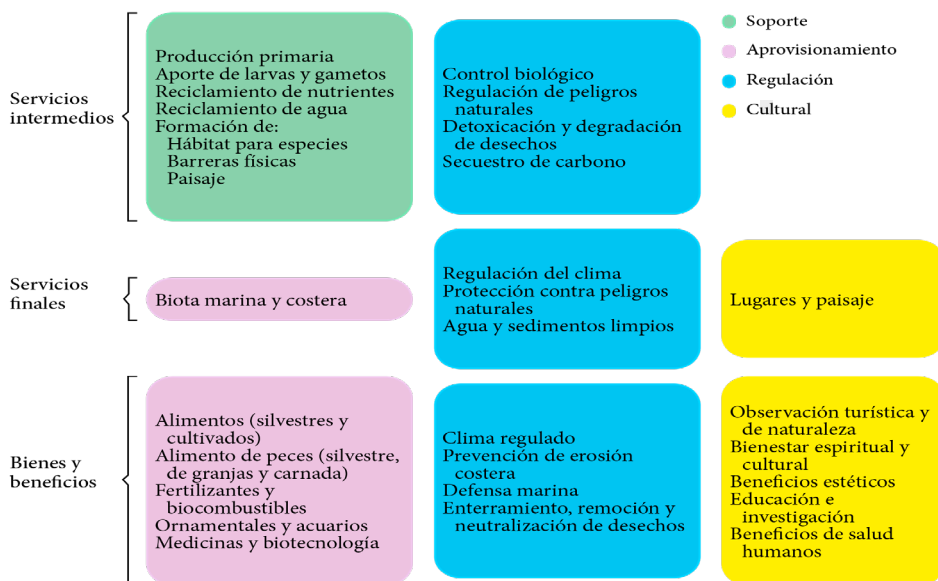 Soporte
Aprovisionamiento
Regulación
Cultural
Servicios
intermedios
Producción primaria
Aporte de larvas y gametos
Reciclamiento de nutrientes
Reciclamiento de agua
Formación de:
Hábitat para especies
Barreras físicas
Paisaje
Control biológico
Regulación de peligros
naturales
Detoxicación y degradación
de desechos
Secuestro de carbono
Servicios
finales
Biota marina y costera
Regulación del clima
Protección contra peligros
naturales
Agua y sedimentos limpios
Lugares y paisaje
Bienes y
beneficios
Alimentos (silvestres y
cultivados)
Alimento de peces (silvestre,
de granjas y carnada)
Fertilizantes y
biocombustibles
Ornamentales y acuarios
Medicinas y biotecnología
Clima regulado
Prevención de erosión
costera
Defensa marina
Enterramiento, remoción y
neutralización de desechos
Observación turística y
de naturaleza
Bienestar espiritual y
cultural
Beneficios estéticos
Educación e
investigación
Beneficios de salud
humanos